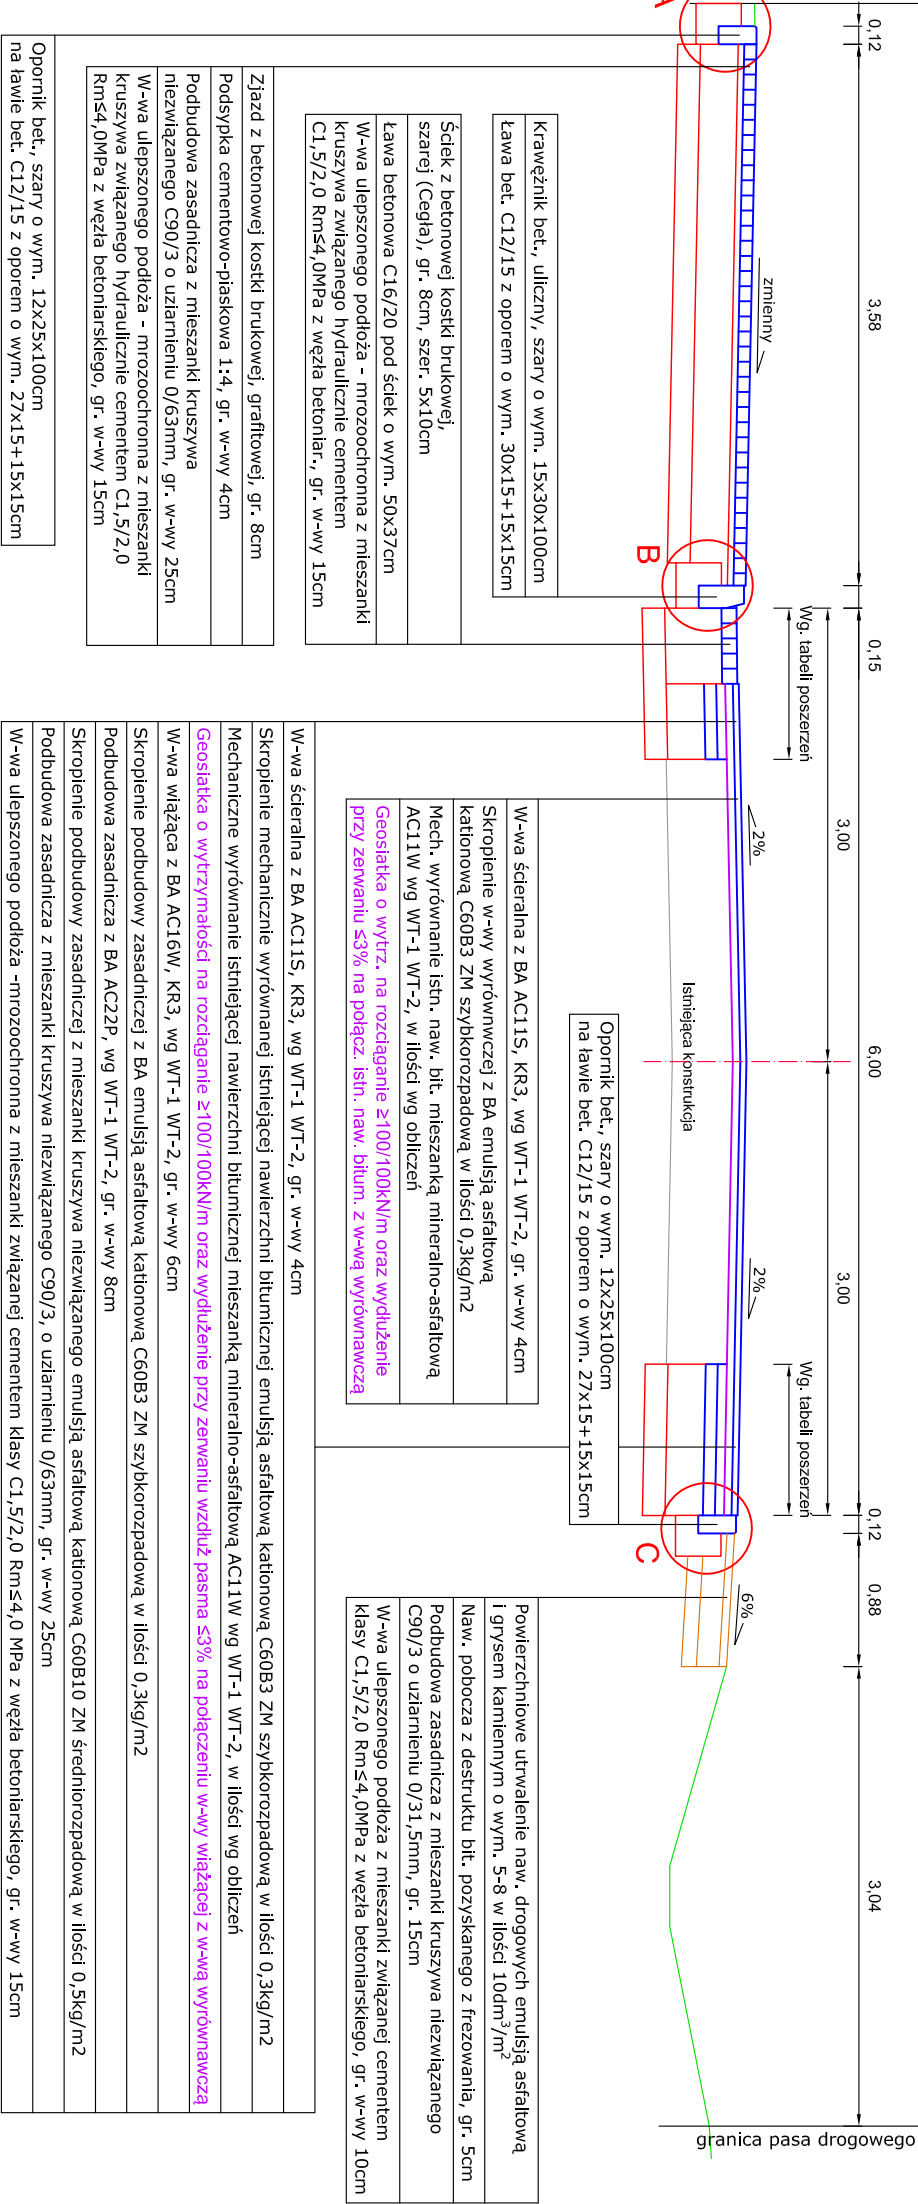 A
0,12
3,58
0,15
3,00
6,00
3,00
0,12
0,88
3,04
zmienny
Wg. tabeli poszerzeń
2%
2%
Wg. tabeli poszerzeń
6%
B
C
Istniejąca konstrukcja
granica pasa drogowego
Krawężnik bet., uliczny, szary o wym. 15x30x100cm
Ława bet. C12/15 z oporem o wym. 30x15+15x15cm
Ściek z betonowej kostki brukowej,
szarej (Cegła), gr. 8cm, szer. 5x10cm
Ława betonowa C16/20 pod ściek o wym. 50x37cm
W-wa ulepszonego podłoża - mrozoochronna z mieszanki
kruszywa związanego hydraulicznie cementem
C1,5/2,0 Rm≤4,0MPa z węzła betoniar., gr. w-wy 15cm
Zjazd z betonowej kostki brukowej, grafitowej, gr. 8cm
Podsypka cementowo-piaskowa 1:4, gr. w-wy 4cm
Podbudowa zasadnicza z mieszanki kruszywa
niezwiązanego C90/3 o uziarnieniu 0/63mm, gr. w-wy 25cm
W-wa ulepszonego podłoża - mrozoochronna z mieszanki
kruszywa związanego hydraulicznie cementem C1,5/2,0
Rm≤4,0MPa z węzła betoniarskiego, gr. w-wy 15cm
Opornik bet., szary o wym. 12x25x100cm
na ławie bet. C12/15 z oporem o wym. 27x15+15x15cm
Opornik bet., szary o wym. 12x25x100cm
na ławie bet. C12/15 z oporem o wym. 27x15+15x15cm
W-wa ścieralna z BA AC11S, KR3, wg WT-1 WT-2, gr. w-wy 4cm
Skropienie w-wy wyrównwczej z BA emulsją asfaltową
kationową C60B3 ZM szybkorozpadową w ilości 0,3kg/m2
Mech. wyrównanie istn. naw. bit. mieszanką mineralno-asfaltową
AC11W wg WT-1 WT-2, w ilości wg obliczeń
Geosiatka o wytrz. na rozciąganie ≥100/100kN/m oraz wydłużenie
przy zerwaniu ≤3% na połącz. istn. naw. bitum. z w-wą wyrównawczą
W-wa ścieralna z BA AC11S, KR3, wg WT-1 WT-2, gr. w-wy 4cm
Skropienie mechanicznie wyrównanej istniejącej nawierzchni bitumicznej emulsją asfaltową kationową C60B3 ZM szybkorozpadową w ilości 0,3kg/m2
Mechaniczne wyrównanie istniejącej nawierzchni bitumicznej mieszanką mineralno-asfaltową AC11W wg WT-1 WT-2, w ilości wg obliczeń
Geosiatka o wytrzymałości na rozciąganie ≥100/100kN/m oraz wydłużenie przy zerwaniu wzdłuż pasma ≤3% na połączeniu w-wy wiążącej z w-wą wyrównawczą
W-wa wiążąca z BA AC16W, KR3, wg WT-1 WT-2, gr. w-wy 6cm
Skropienie podbudowy zasadniczej z BA emulsją asfaltową kationową C60B3 ZM szybkorozpadową w ilości 0,3kg/m2
Podbudowa zasadnicza z BA AC22P, wg WT-1 WT-2, gr. w-wy 8cm
Skropienie podbudowy zasadniczej z mieszanki kruszywa niezwiązanego emulsją asfaltową kationową C60B10 ZM średniorozpadową w ilości 0,5kg/m2
Podbudowa zasadnicza z mieszanki kruszywa niezwiązanego C90/3, o uziarnieniu 0/63mm, gr. w-wy 25cm
W-wa ulepszonego podłoża -mrozoochronna z mieszanki związanej cementem klasy C1,5/2,0 Rm≤4,0 MPa z węzła betoniarskiego, gr. w-wy 15cm
Powierzchniowe utrwalenie naw. drogowych emulsją asfaltową
i grysem kamiennym o wym. 5-8 w ilości 10dm³/m²
Naw. pobocza z destruktu bit. pozyskanego z frezowania, gr. 5cm
Podbudowa zasadnicza z mieszanki kruszywa niezwiązanego
C90/3 o uziarnieniu 0/31,5mm, gr. 15cm
W-wa ulepszonego podłoża z mieszanki związanej cementem
klasy C1,5/2,0 Rm≤4,0MPa z węzła betoniarskiego, gr. w-wy 10cm